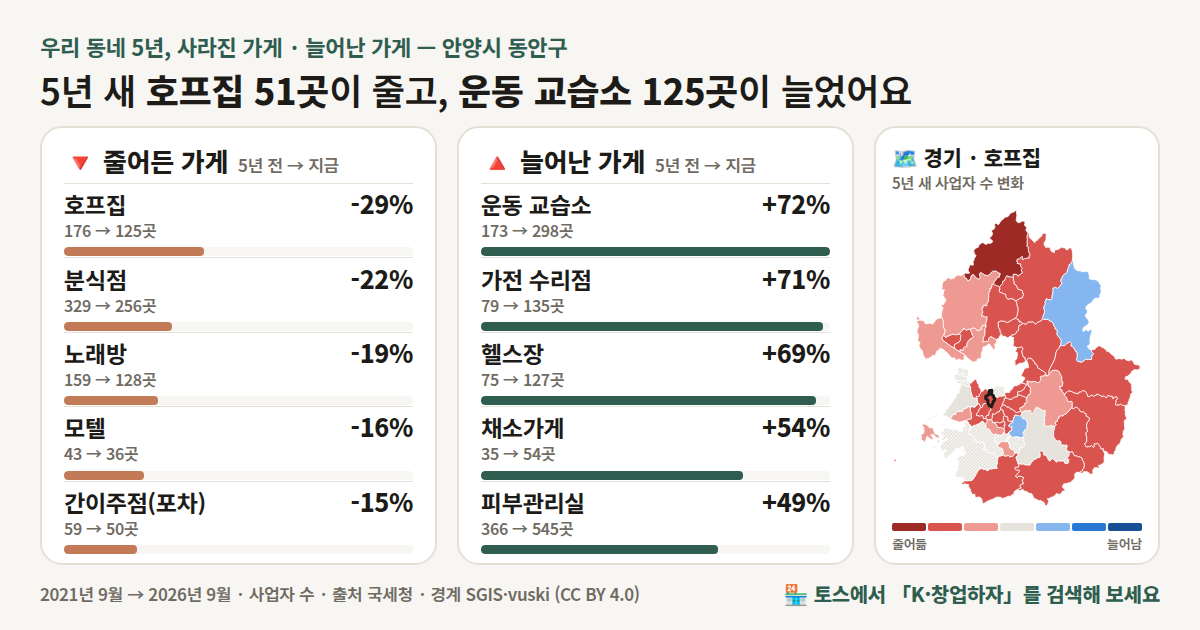 우리 동네 5년, 사라진 가게 · 늘어난 가게 — 안양시 동안구
5년 새 호프집 51곳이 줄고, 운동 교습소 125곳이 늘었어요
🔻 줄어든 가게 5년 전 → 지금
호프집 -29%
176 → 125곳
분식점 -22%
329 → 256곳
노래방 -19%
159 → 128곳
모텔 -16%
43 → 36곳
간이주점(포차) -15%
59 → 50곳
🔺 늘어난 가게 5년 전 → 지금
운동 교습소 +72%
173 → 298곳
가전 수리점 +71%
79 → 135곳
헬스장 +69%
75 → 127곳
채소가게 +54%
35 → 54곳
피부관리실 +49%
366 → 545곳
🗺️ 경기 · 호프집
5년 새 사업자 수 변화
줄어듦 늘어남
2021년 9월 → 2026년 9월 · 사업자 수 · 출처 국세청 · 경계 SGIS·vuski (CC BY 4.0)
🏪 토스에서 「K·창업하자」를 검색해 보세요